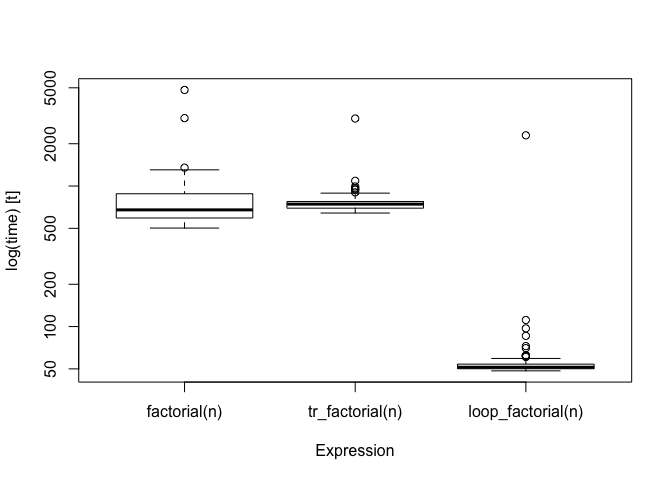 log(time) [t]
5000
2000
500
200
100
50
factorial(n)
tr_factorial(n)
loop_factorial(n)
Expression